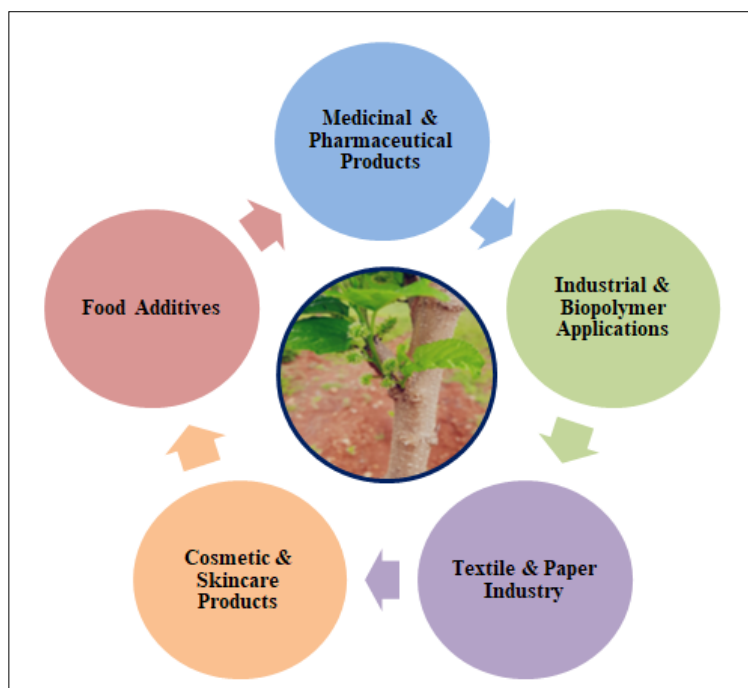 Medicinal &
Pharmaceutical
Products
Industrial &
Biopolymer
Applications
Textile & Paper
Industry
Cosmetic &
Skincare
Products
Food Additives